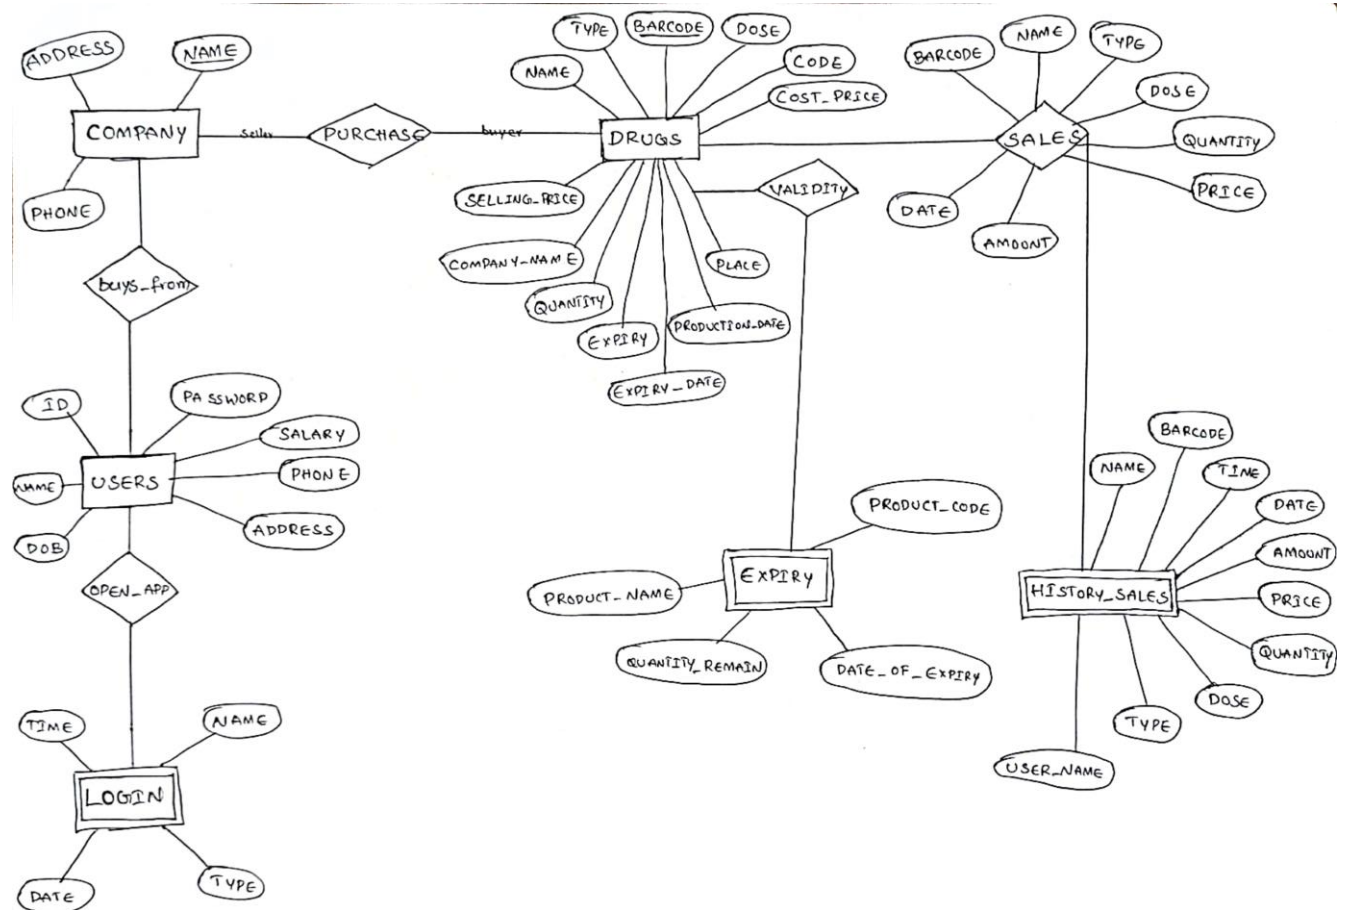 ADDRESS
NAME
COMPANY
PHONE
seller
PURCHASE
buyer
TYPE
BARCODE
DOSE
NAME
CODE
COST_PRICE
DRUGS
SELLING_PRICE
COMPANY_NAME
QUANTITY
EXPIRY
EXPIRY_DATE
PRODUCTION_DATE
PLACE
VALIDITY
BARCODE
NAME
TYPE
DOSE
QUANTITY
PRICE
SALES
DATE
AMOUNT
buys_from
ID
PASSWORD
SALARY
PHONE
ADDRESS
USERS
NAME
DOB
OPEN_APP
TIME
NAME
LOGIN
DATE
TYPE
PRODUCT_CODE
EXPIRY
PRODUCT_NAME
QUANTITY_REMAIN
DATE_OF_EXPIRY
NAME
BARCODE
TIME
DATE
AMOUNT
PRICE
QUANTITY
HISTORY_SALES
DOSE
TYPE
USER_NAME